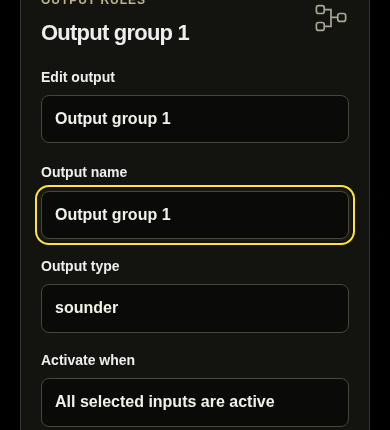 OUTPUT RULES
Output group 1
Edit output
Output group 1
Output name
Output group 1
Output type
sounder
Activate when
All selected inputs are active